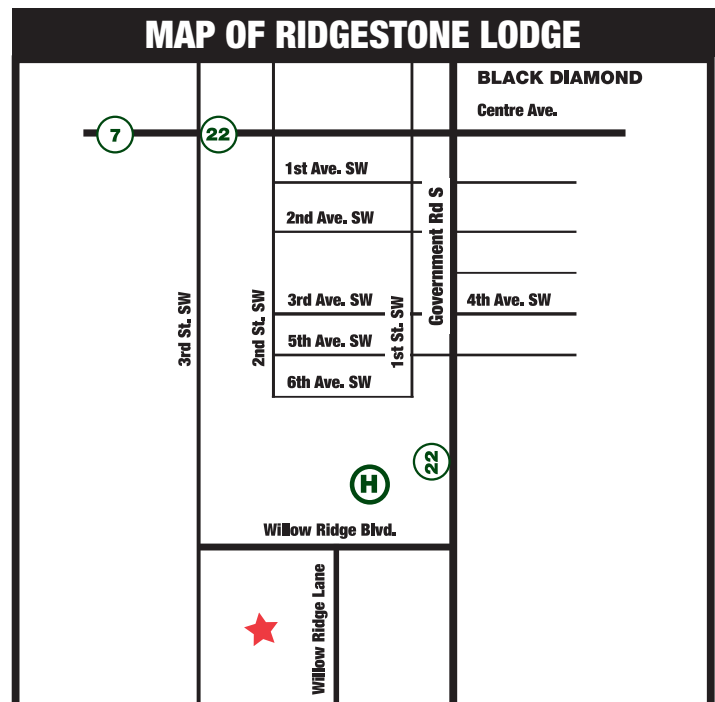 MAP OF RIDGESTONE LODGE
BLACK DIAMOND
Centre Ave.
7
22
1st Ave. SW
2nd Ave. SW
Government Rd S
3rd St. SW
2nd St. SW
3rd Ave. SW
1st St. SW
4th Ave. SW
5th Ave. SW
6th Ave. SW
22
H
Willow Ridge Blvd.
Willow Ridge Lane